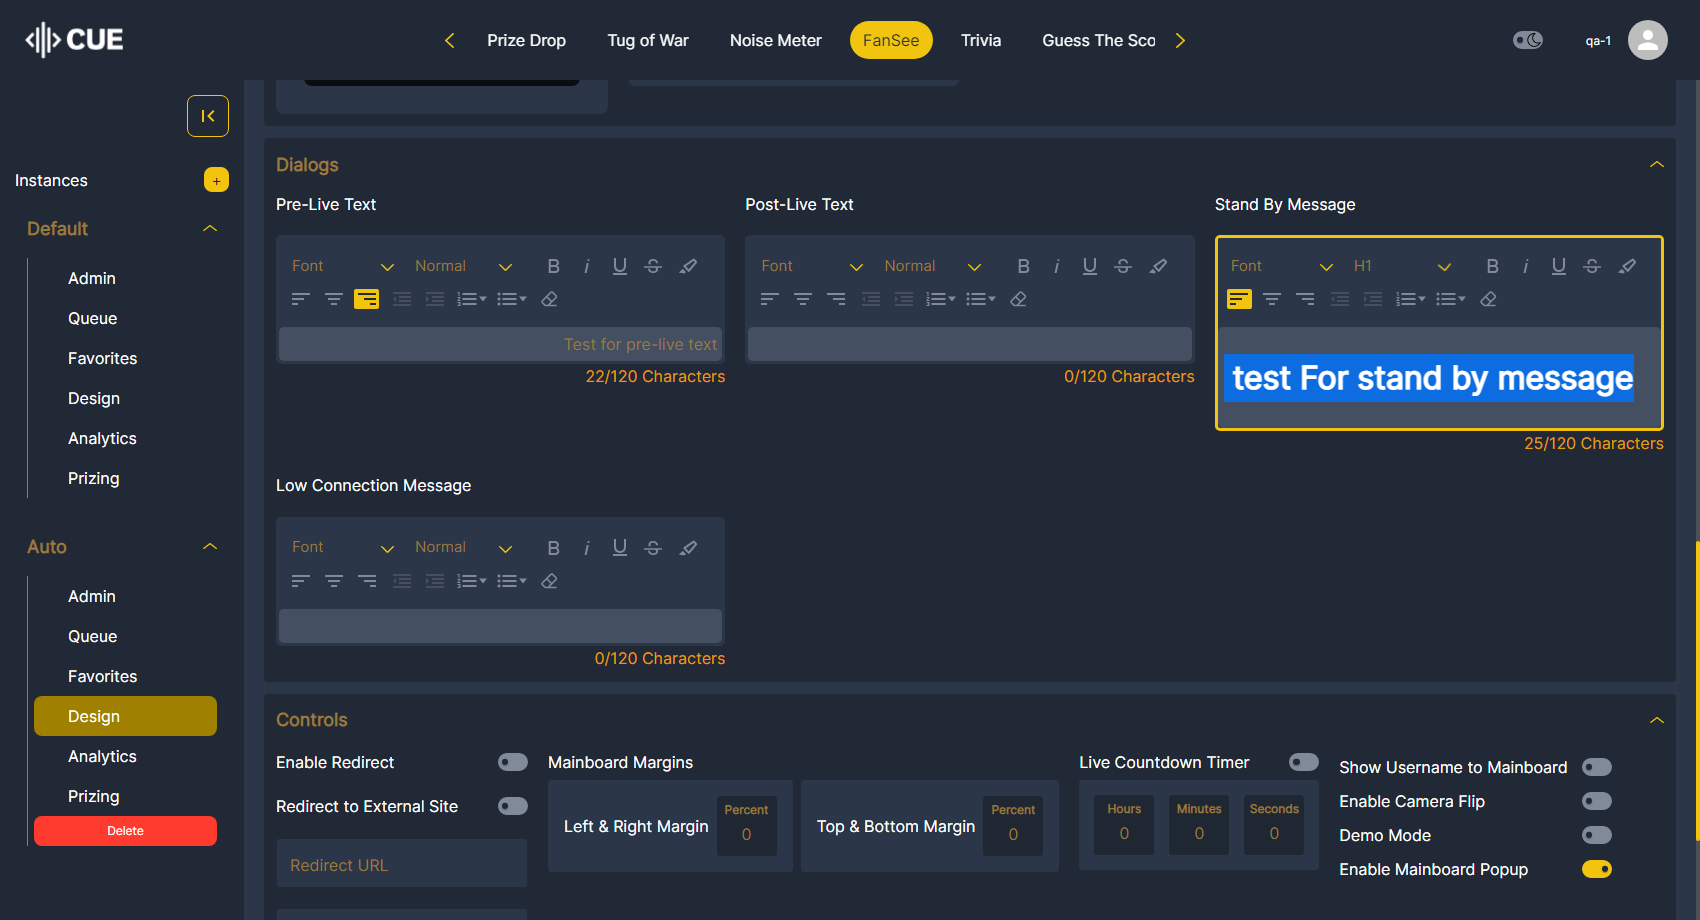 CUE
Prize Drop
Tug of War
Noise Meter
FanSee
Trivia
Guess The Sco
qa-1
Instances
+
Default
Admin
Queue
Favorites
Design
Analytics
Prizing
Auto
Admin
Queue
Favorites
Design
Analytics
Prizing
Delete
Dialogs
Pre-Live Text
Font
Normal
B i U S
Test for pre-live text
22/120 Characters
Post-Live Text
Font
Normal
B i U S
0/120 Characters
Stand By Message
Font
H1
B i U S
test For stand by message
25/120 Characters
Low Connection Message
Font
Normal
B i U S
0/120 Characters
Controls
Enable Redirect
Redirect to External Site
Redirect URL
Mainboard Margins
Left & Right Margin
Percent
0
Top & Bottom Margin
Percent
0
Live Countdown Timer
Hours
0
Minutes
0
Seconds
0
Show Username to Mainboard
Enable Camera Flip
Demo Mode
Enable Mainboard Popup